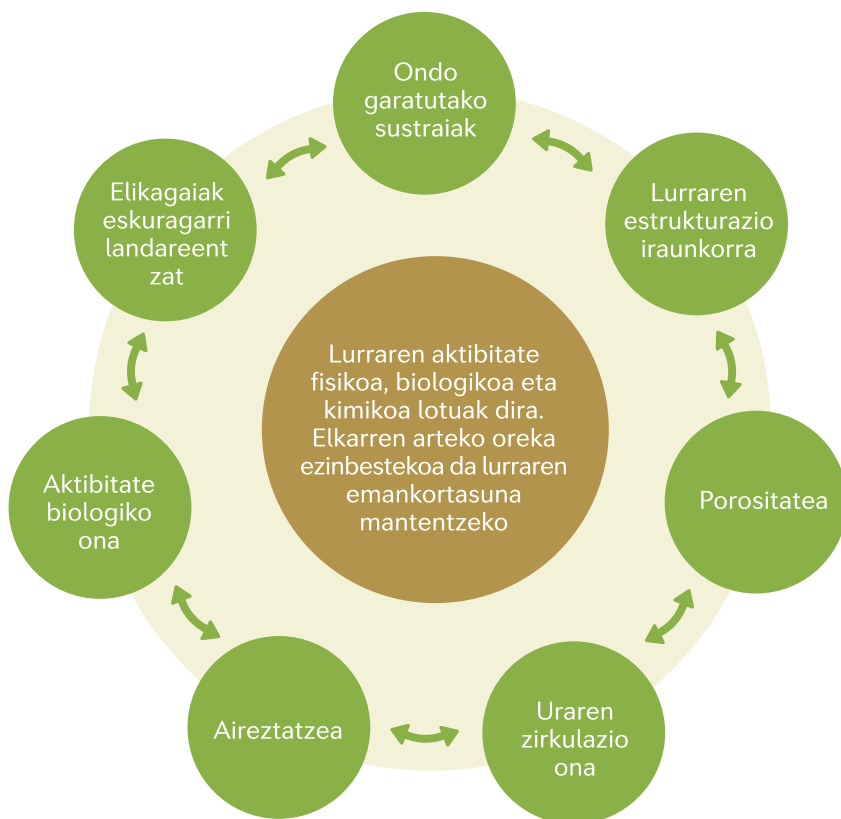 Ondo
garatutako
sustraiak
Lurraren
estrukturazio
iraunkorra
Porositatea
Uraren
zirkulazio
ona
Aireztatzea
Aktibitate
biologiko
ona
Elikagaiak
eskuragarri
landareent
zat
Lurraren aktibitate
fisikoa, biologikoa eta
kimikoa lotuak dira.
Elkarren arteko oreka
ezinbestekoa da lurraren
emankortasuna
mantentzeko